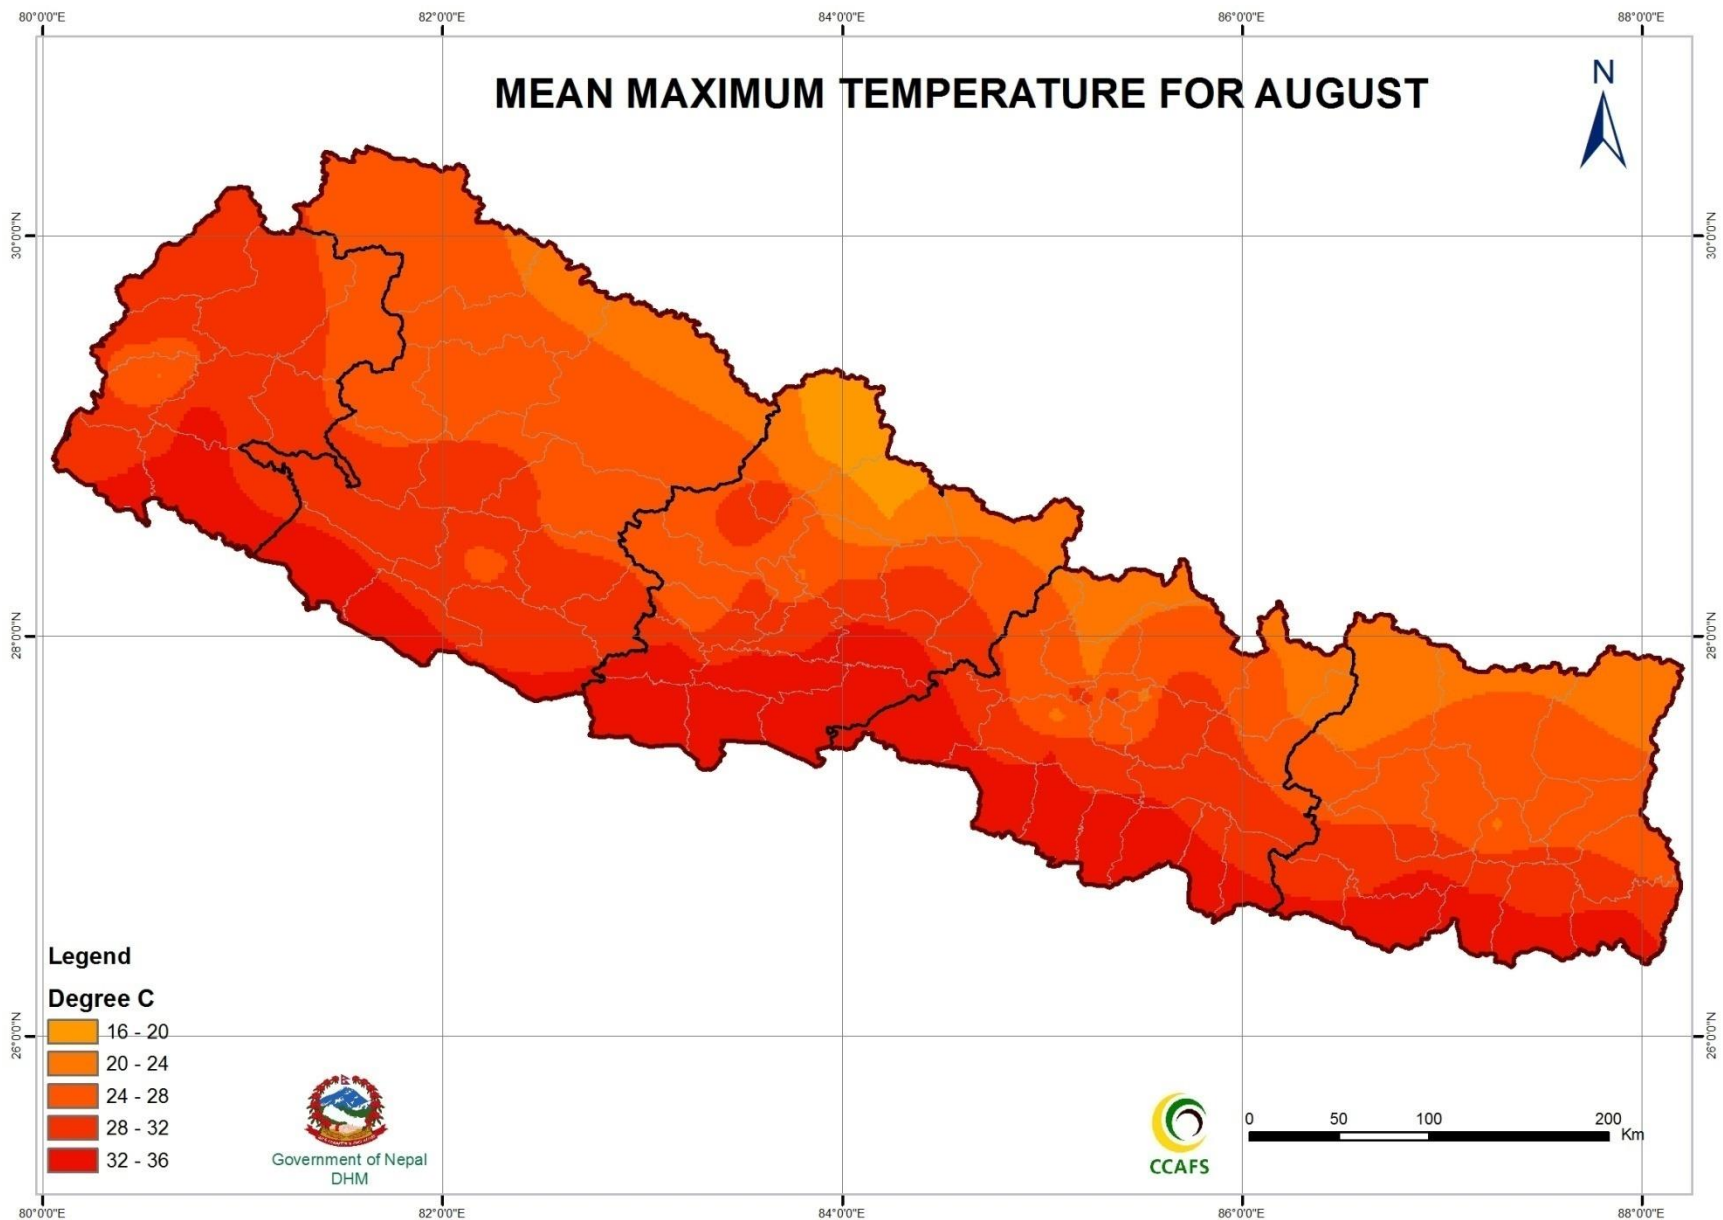 80°0'0"E 82°0'0"E 84°0'0"E 86°0'0"E 88°0'0"E
MEAN MAXIMUM TEMPERATURE FOR AUGUST
N
30°0'0"N 30°0'0"N
28°0'0"N 28°0'0"N
26°0'0"N 26°0'0"N
Legend
Degree C
16 - 20
20 - 24
24 - 28
28 - 32
32 - 36
Government of Nepal
DHM
CCAFS
0 50 100 200
Km
80°0'0"E 82°0'0"E 84°0'0"E 86°0'0"E 88°0'0"E